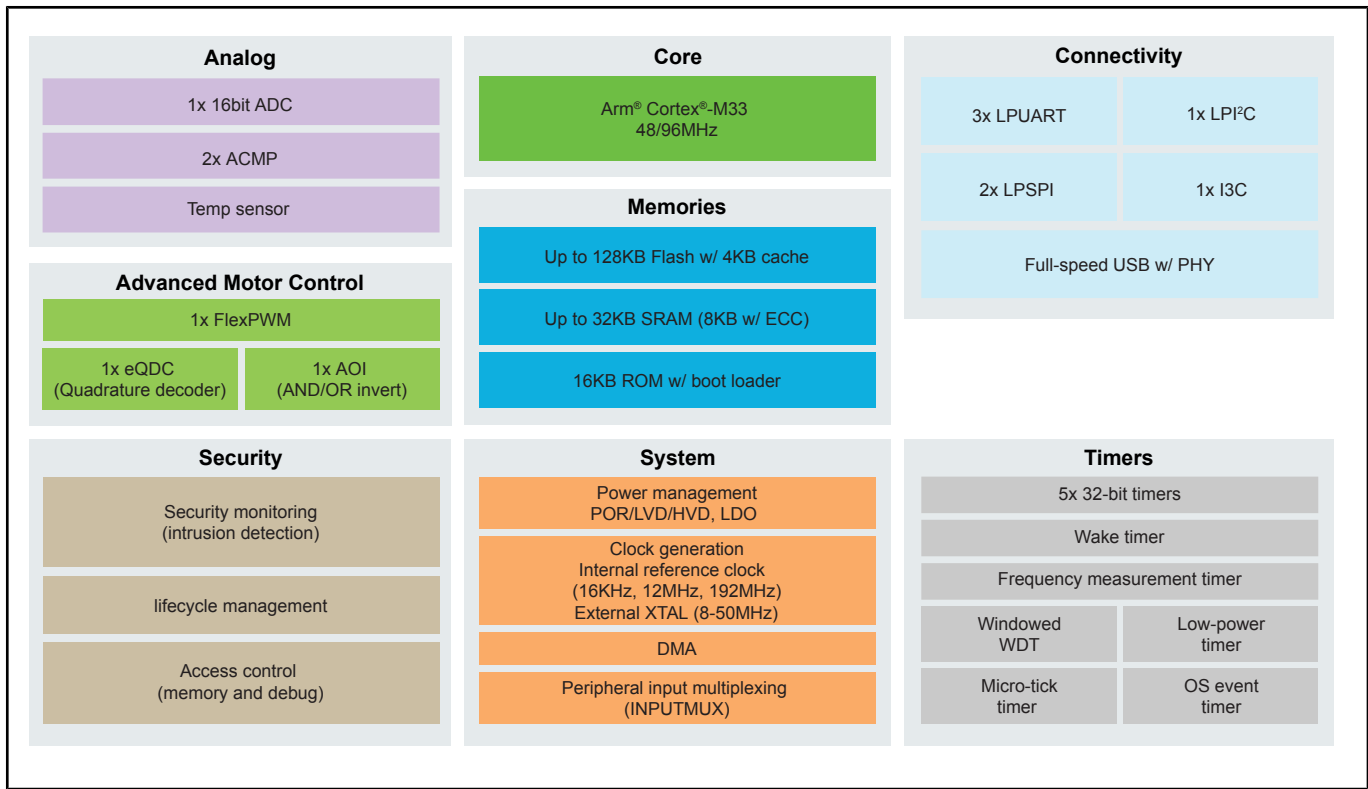 Analog
1x 16bit ADC
2x ACMP
Temp sensor
Advanced Motor Control
1x FlexPWM
1x eQDC
(Quadrature decoder)
1x AOI
(AND/OR invert)
Security
Security monitoring
(intrusion detection)
lifecycle management
Access control
(memory and debug)
Core
Arm® Cortex®-M33
48/96MHz
Memories
Up to 128KB Flash w/ 4KB cache
Up to 32KB SRAM (8KB w/ ECC)
16KB ROM w/ boot loader
System
Power management
POR/LVD/HVD, LDO
Clock generation
Internal reference clock
(16KHz, 12MHz, 192MHz)
External XTAL (8-50MHz)
DMA
Peripheral input multiplexing
(INPUTMUX)
Connectivity
3x LPUART
1x LPI²C
2x LPSPI
1x I3C
Full-speed USB w/ PHY
Timers
5x 32-bit timers
Wake timer
Frequency measurement timer
Windowed
WDT
Low-power
timer
Micro-tick
timer
OS event
timer